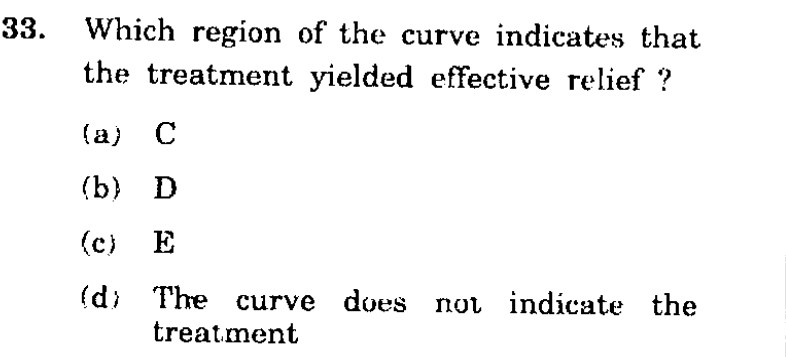 33. Which region of the curve indicates that
the treatment yielded effective relief ?
(a) C
(b) D
(c) E
(d) The curve does not indicate the
treatment